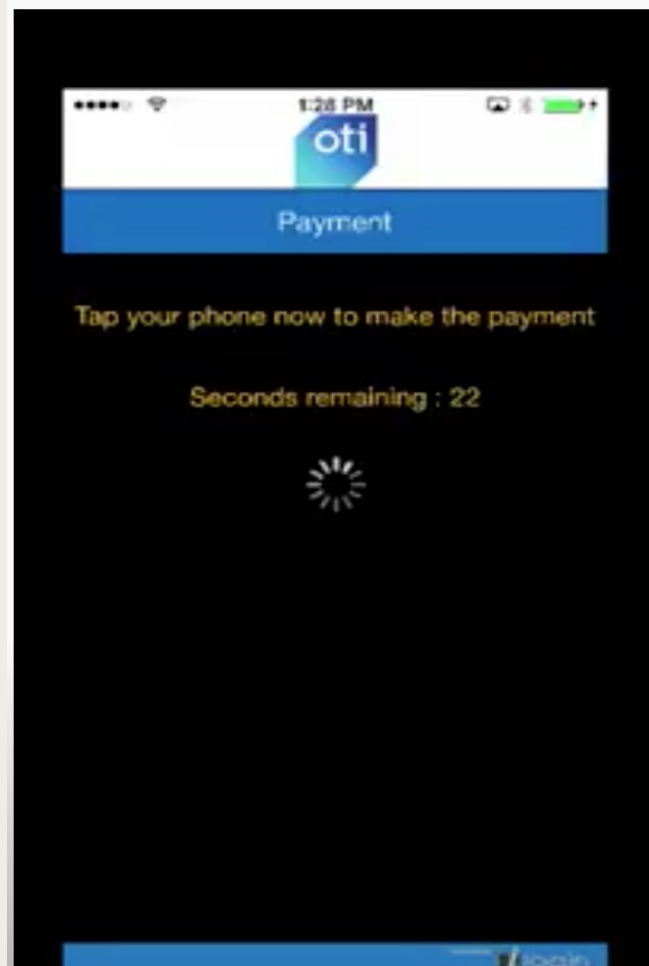 1:28 PM
oti
Payment
Tap your phone now to make the payment
Seconds remaining : 22